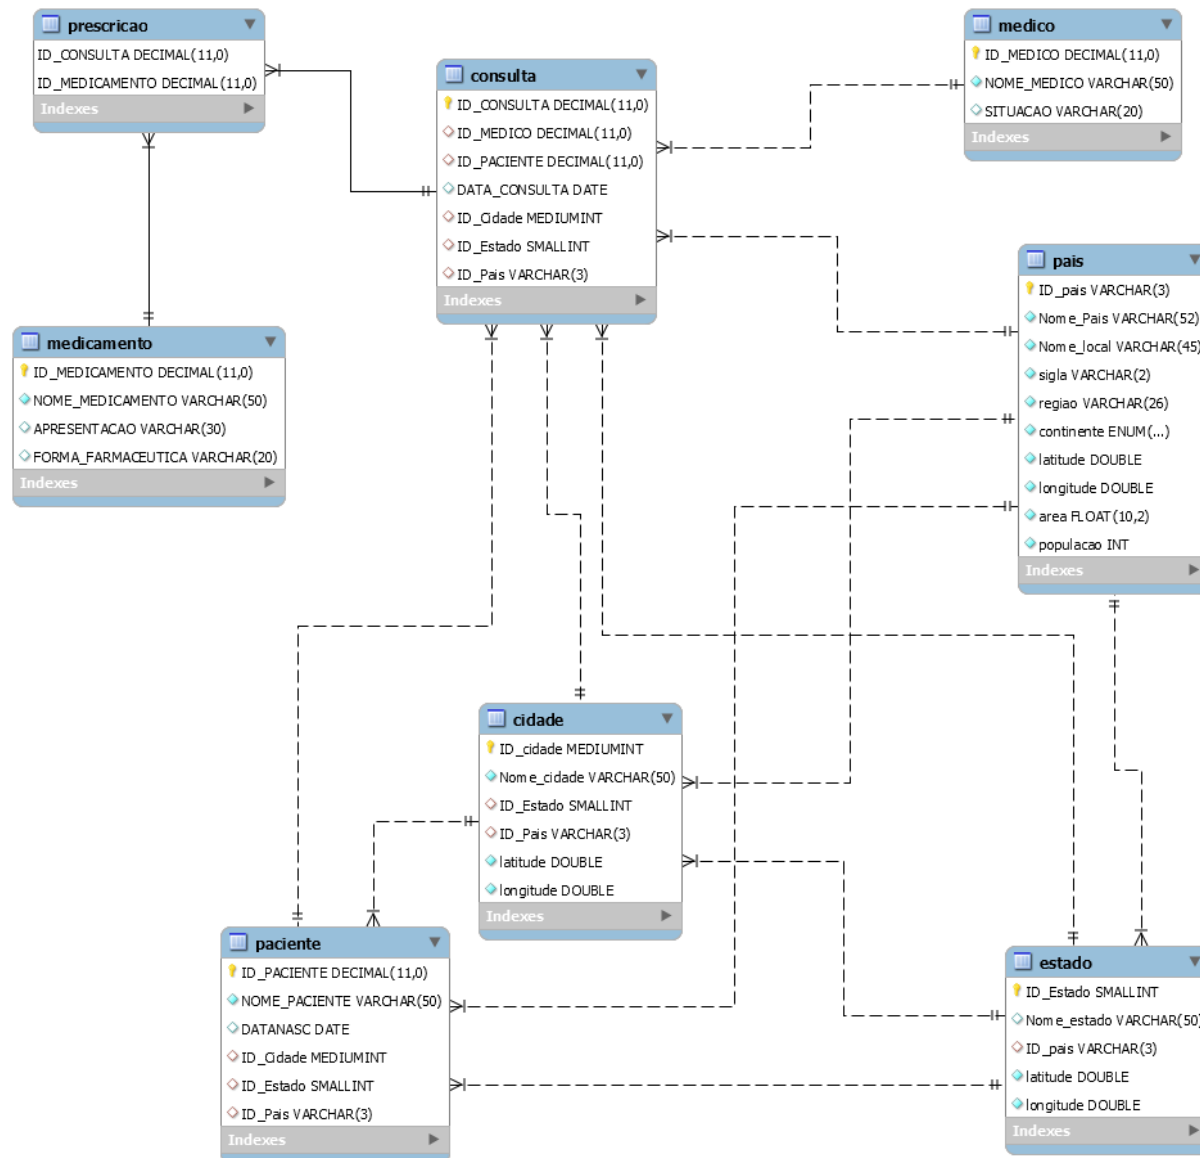 prescricao
ID_CONSULTA DECIMAL(11,0)
ID_MEDICAMENTO DECIMAL(11,0)
Indexes
consulta
ID_CONSULTA DECIMAL(11,0)
ID_MEDICO DECIMAL(11,0)
ID_PACIENTE DECIMAL(11,0)
DATA_CONSULTA DATE
ID_Cidade MEDIUMINT
ID_Estado SMALLINT
ID_Pais VARCHAR(3)
Indexes
medico
ID_MEDICO DECIMAL(11,0)
NOME_MEDICO VARCHAR(50)
SITUACAO VARCHAR(20)
Indexes
pais
ID_pais VARCHAR(3)
Nome_Pais VARCHAR(52)
Nome_local VARCHAR(45)
sigla VARCHAR(2)
regiao VARCHAR(26)
continente ENUM(...)
latitude DOUBLE
longitude DOUBLE
area FLOAT(10,2)
populacao INT
Indexes
medicamento
ID_MEDICAMENTO DECIMAL(11,0)
NOME_MEDICAMENTO VARCHAR(50)
APRESENTACAO VARCHAR(30)
FORMA_FARMACEUTICA VARCHAR(20)
Indexes
cidade
ID_cidade MEDIUMINT
Nome_cidade VARCHAR(50)
ID_Estado SMALLINT
ID_Pais VARCHAR(3)
latitude DOUBLE
longitude DOUBLE
Indexes
paciente
ID_PACIENTE DECIMAL(11,0)
NOME_PACIENTE VARCHAR(50)
DATANASC DATE
ID_Cidade MEDIUMINT
ID_Estado SMALLINT
ID_Pais VARCHAR(3)
Indexes
estado
ID_Estado SMALLINT
Nome_estado VARCHAR(50)
ID_pais VARCHAR(3)
latitude DOUBLE
longitude DOUBLE
Indexes